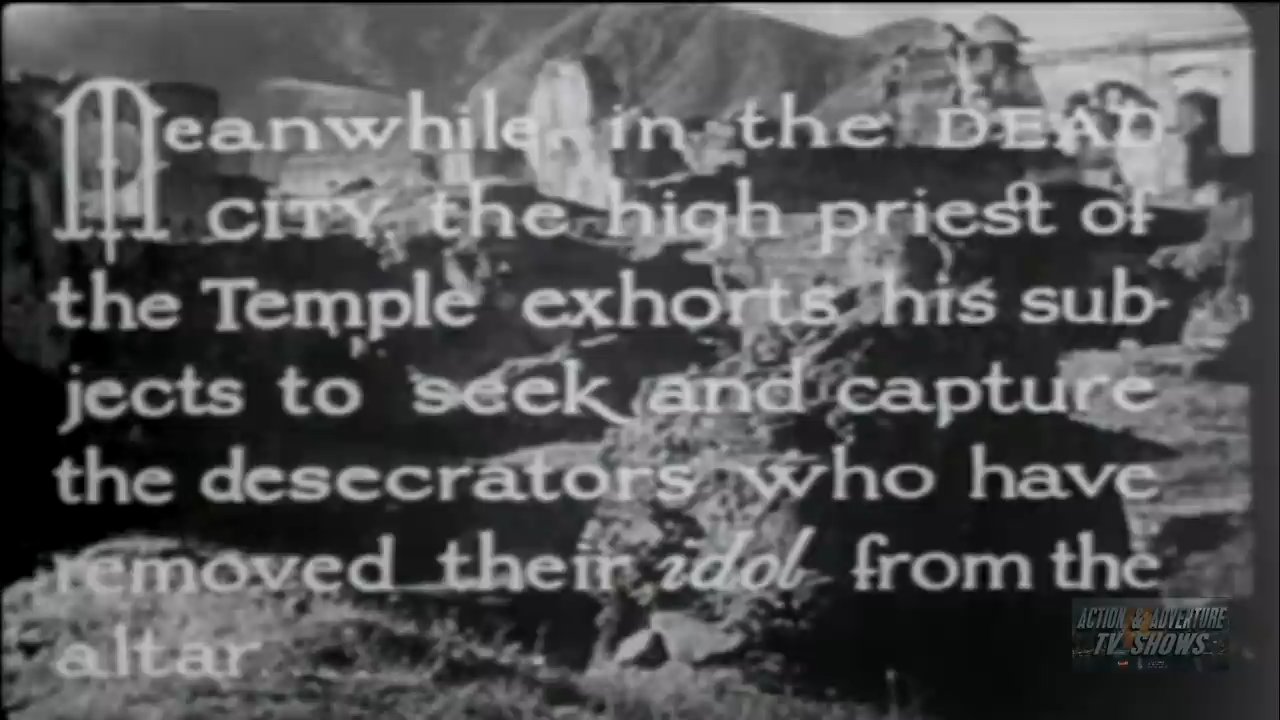 Meanwhile, in the DEAD
CITY, the high priest of
the Temple exhorts his sub-
jects to seek and capture
the desecrators who have
removed their idol from the
altar
ACTION & ADVENTURE
TV SHOWS